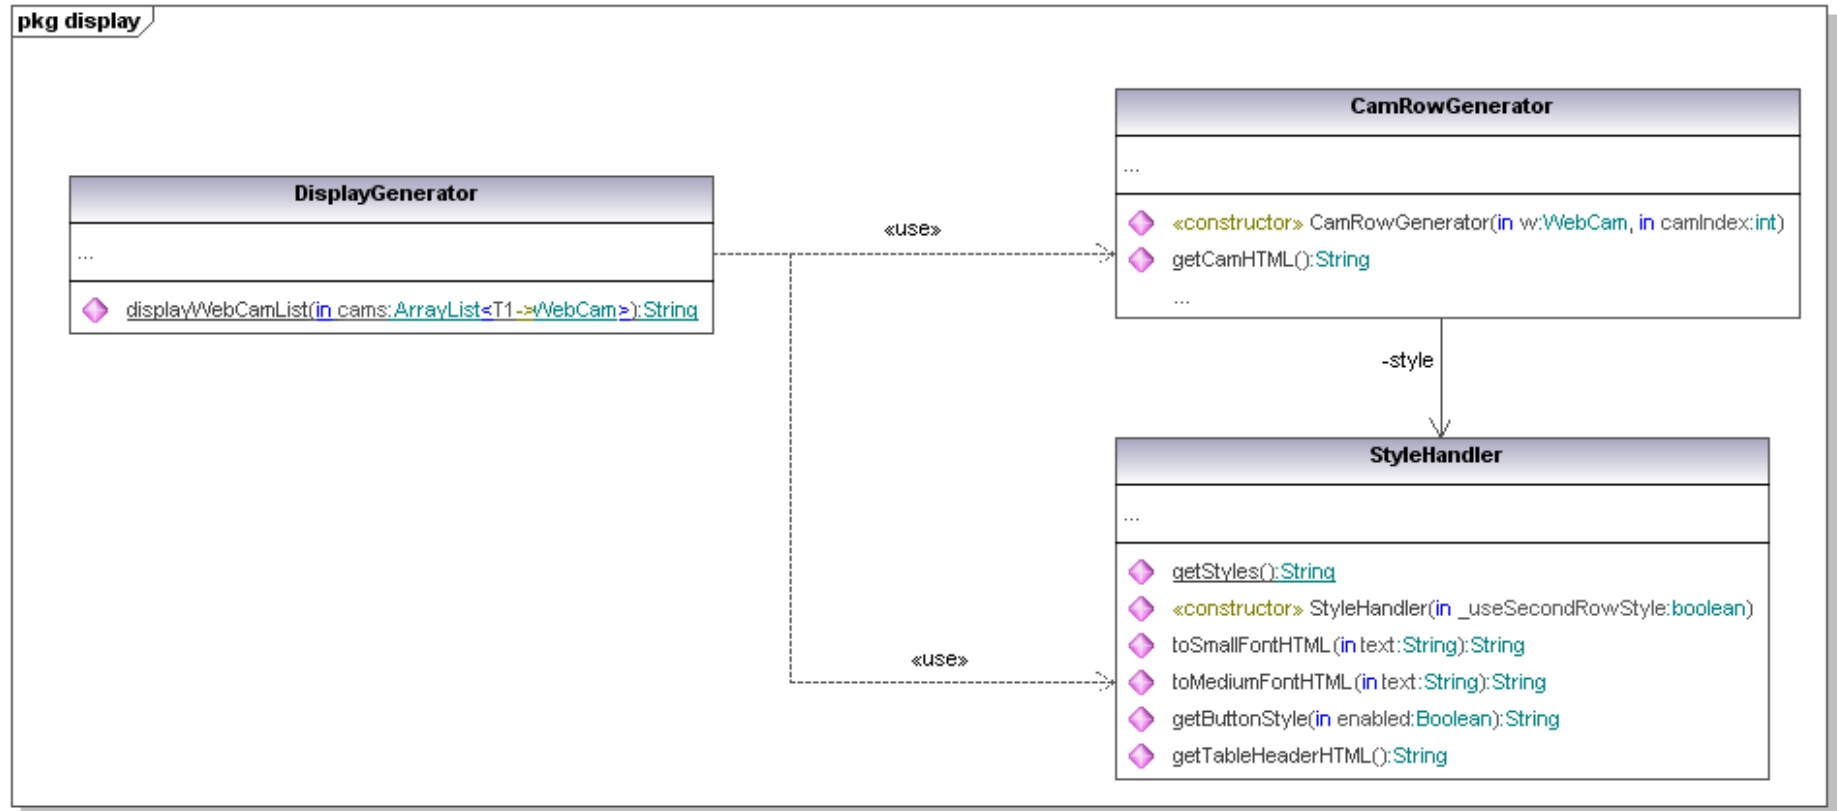 pkg display
DisplayGenerator
...
displayWebCamList(in cams:ArrayList<T1->WebCam>):String
«use»
CamRowGenerator
...
«constructor» CamRowGenerator(in w:WebCam, in camIndex:int)
getCamHTML():String
...
-style
«use»
StyleHandler
...
getStyles():String
«constructor» StyleHandler(in _useSecondRowStyle:boolean)
toSmallFontHTML(in text:String):String
toMediumFontHTML(in text:String):String
getButtonStyle(in enabled:Boolean):String
getTableHeaderHTML():String